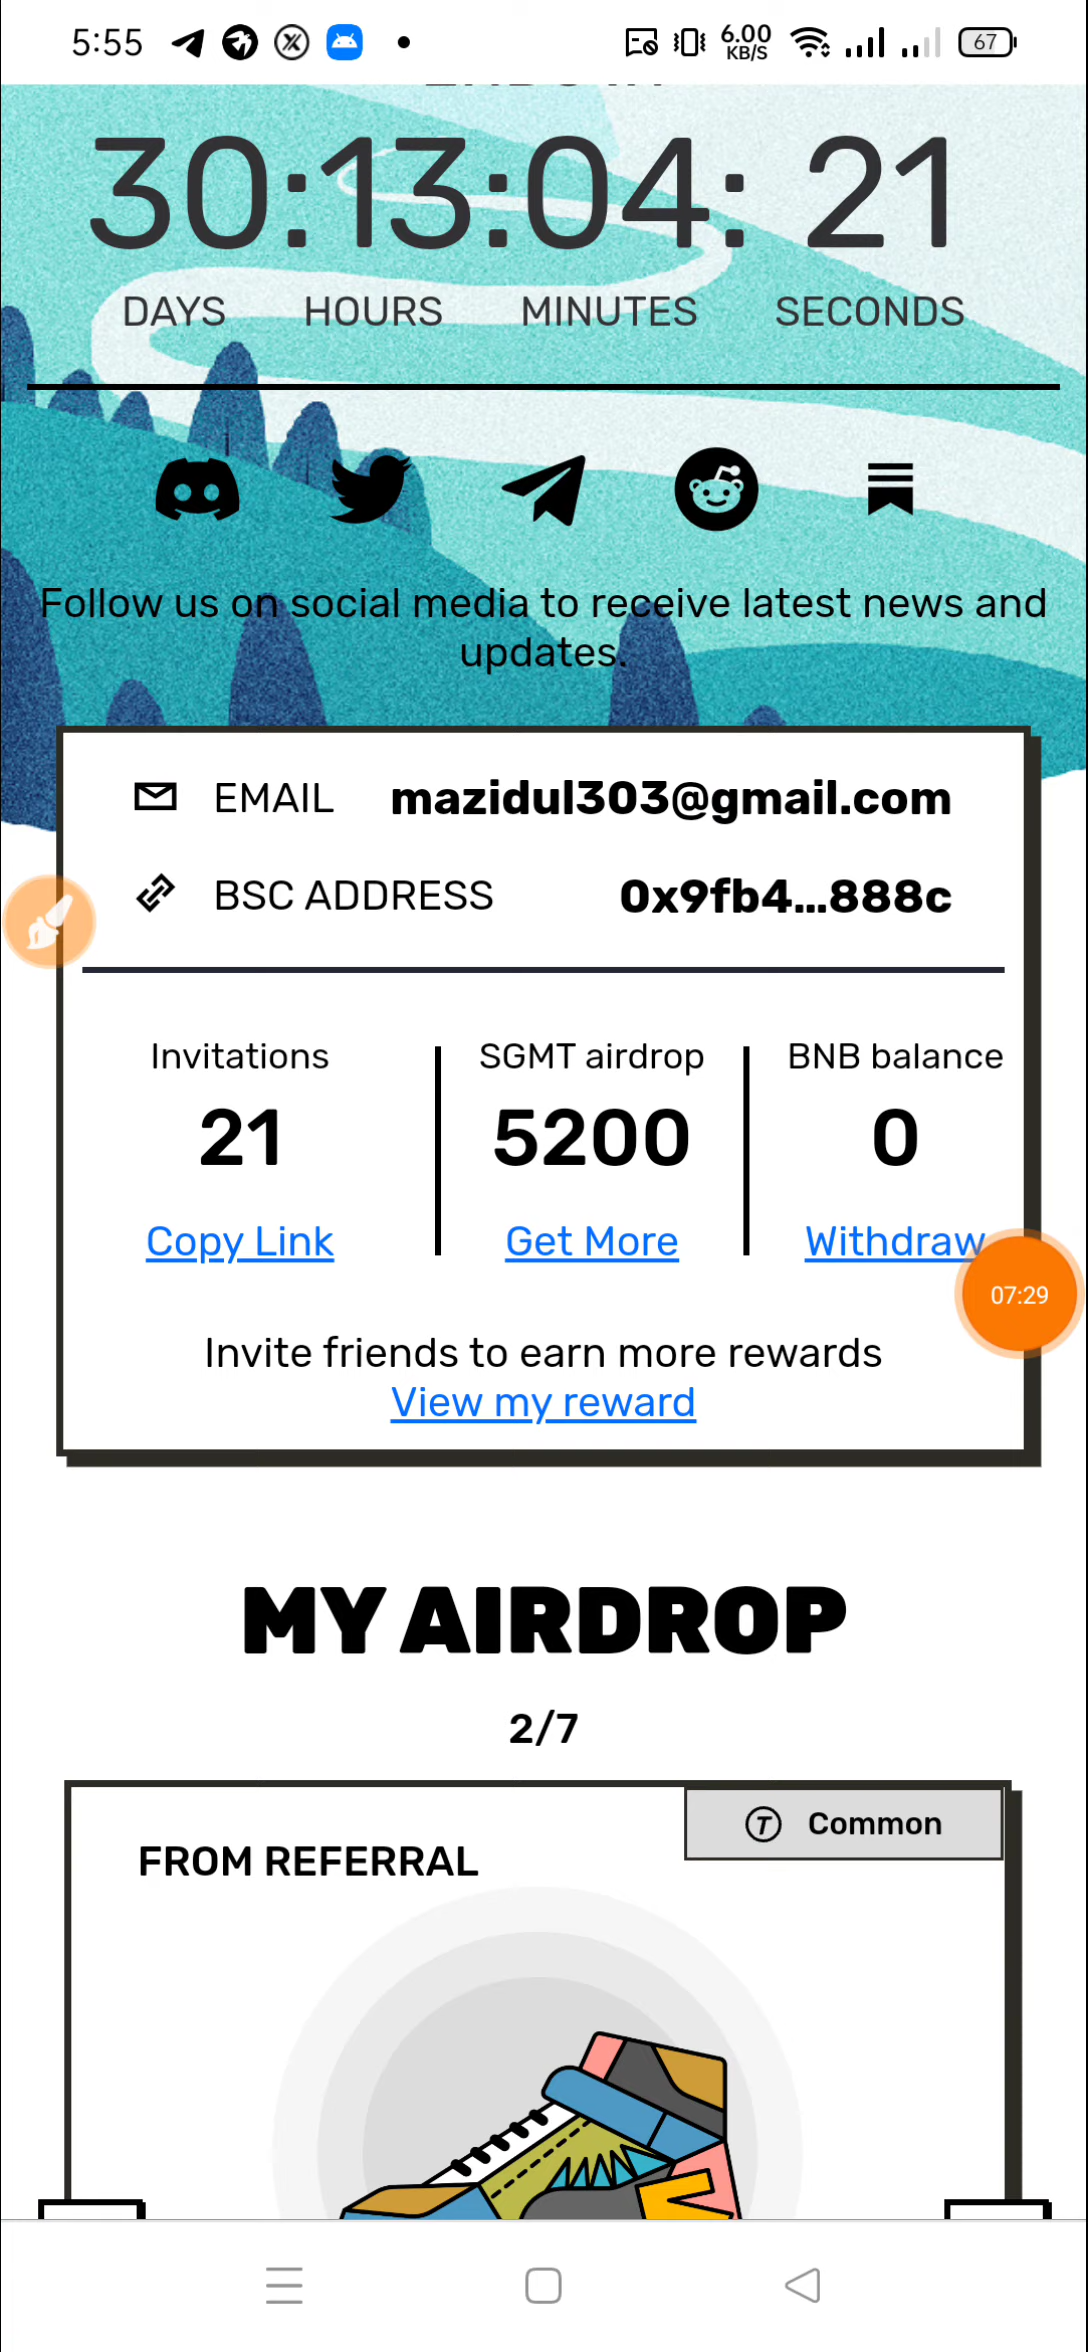 5:55
6.00
KB/S
67
30:13:04: 21
DAYS HOURS MINUTES SECONDS
Follow us on social media to receive latest news and
updates.
EMAIL mazidul303@gmail.com
BSC ADDRESS 0x9fb4...888c
Invitations SGMT airdrop BNB balance
21 5200 0
Copy Link Get More Withdraw
07:29
Invite friends to earn more rewards
View my reward
MY AIRDROP
2/7
Common
FROM REFERRAL